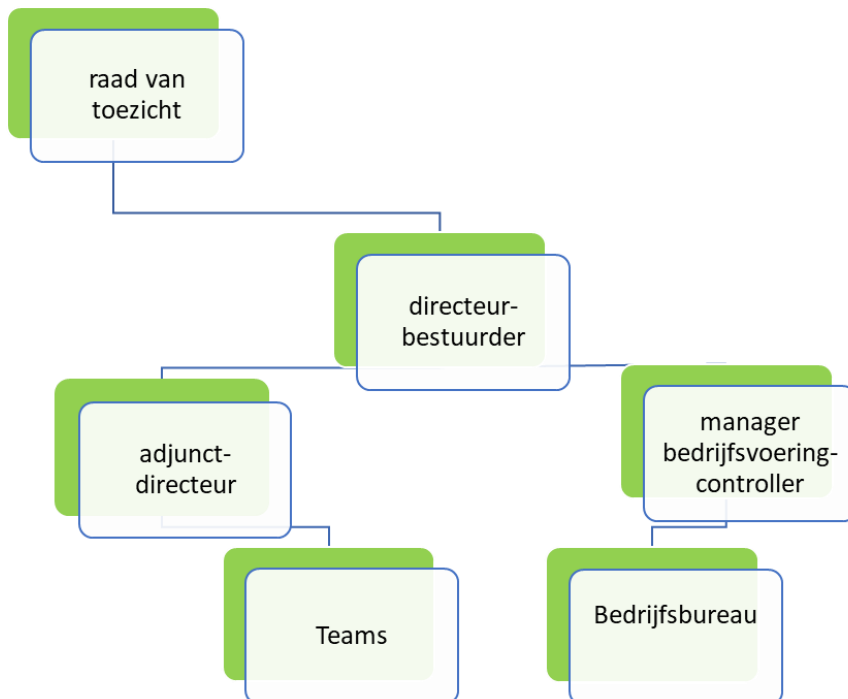 raad van
toezicht
directeur-
bestuurder
adjunct-
directeur
manager
bedrijfsvoering-
controller
Teams
Bedrijfsbureau